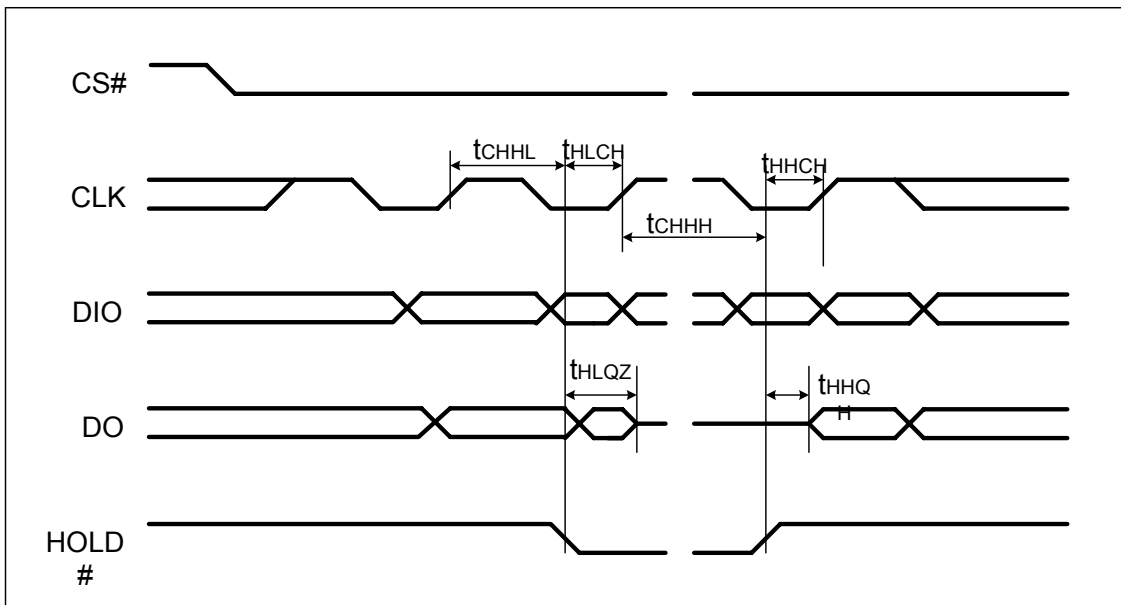 CS#
tCHHL
tHLCH
tHHCH
CLK
tCHHH
DIO
tHLQZ
tHHQ
H
DO
HOLD
#